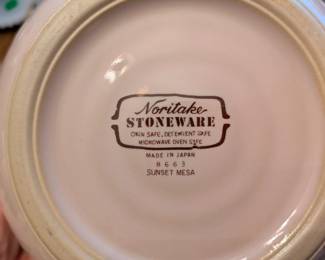 Noritake
STONEWARE
OVEN SAFE, DETERGENT SAFE
MICROWAVE OVEN SAFE
MADE IN JAPAN
8663
SUNSET MESA